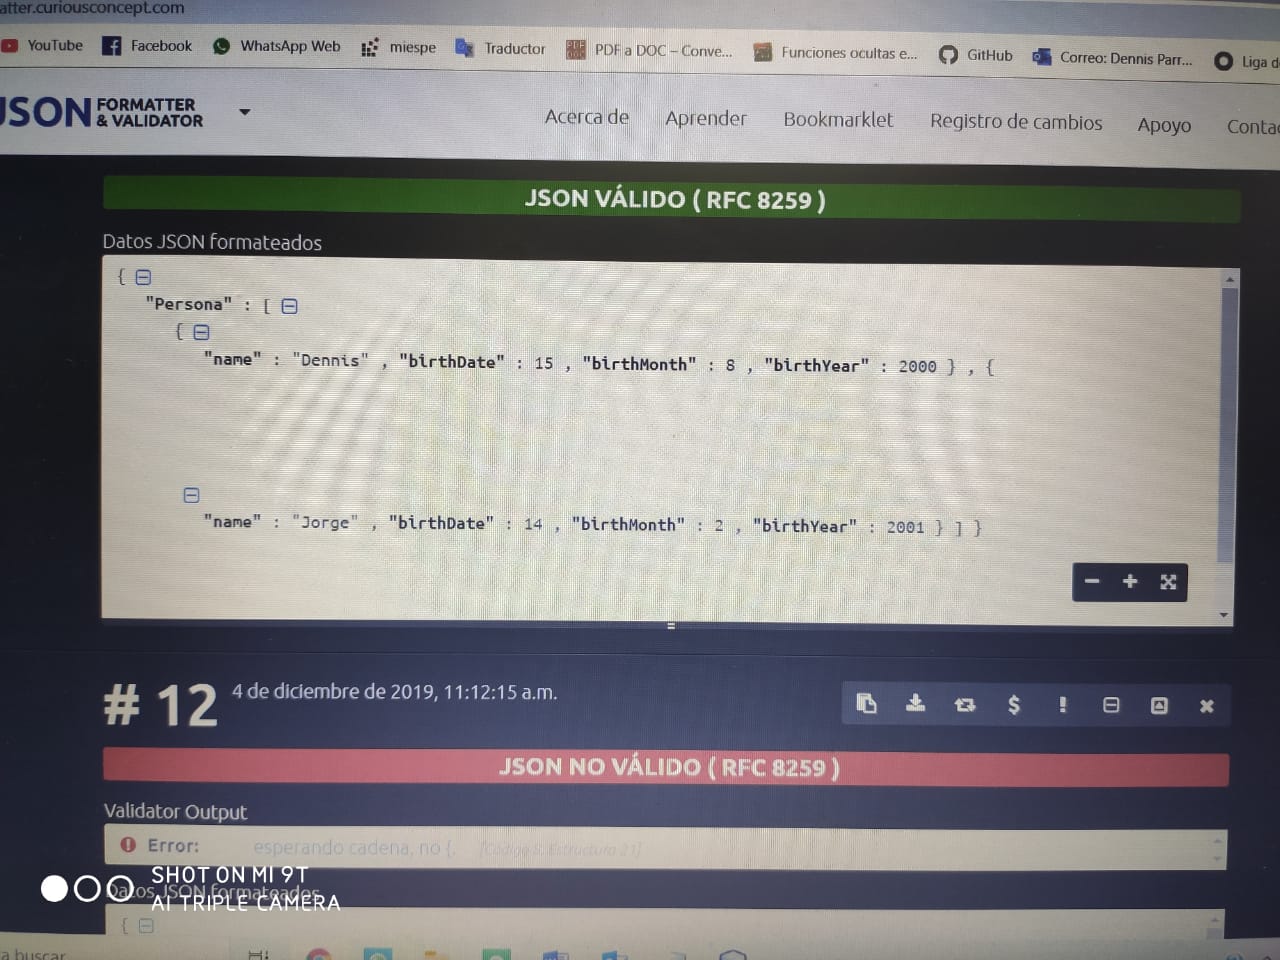 atter.curiousconcept.com
YouTube Facebook WhatsApp Web miespe Traductor PDF a DOC – Conve... Funciones ocultas e... GitHub Correo: Dennis Parr... Liga d
JSON FORMATTER & VALIDATOR
Acerca de Aprender Bookmarklet Registro de cambios Apoyo Contac
JSON VÁLIDO ( RFC 8259 )
Datos JSON formateados
{
"Persona" : [
{
"name" : "Dennis" , "birthDate" : 15 , "birthMonth" : 8 , "birthYear" : 2000 } , {
"name" : "Jorge" , "birthDate" : 14 , "birthMonth" : 2 , "birthYear" : 2001 } ] }
# 12 4 de diciembre de 2019, 11:12:15 a.m.
JSON NO VÁLIDO ( RFC 8259 )
Validator Output
Error: esperando cadena, no {. [Código 8, Estructura 21]
Datos JSON formateados
{
SHOT ON MI 9T
AI TRIPLE CAMERA
a buscar